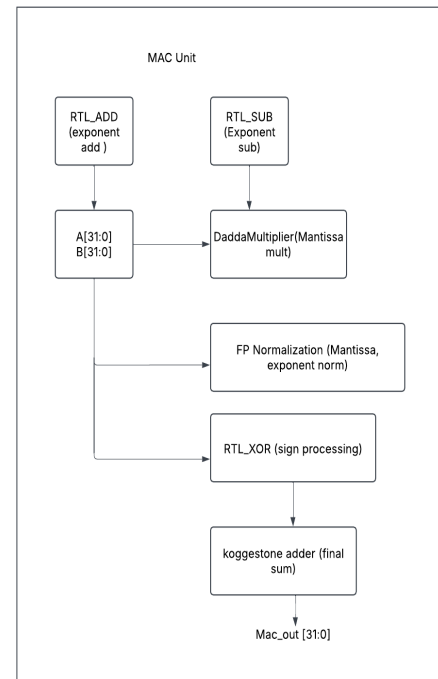 MAC Unit
RTL_ADD
(exponent
add )
RTL_SUB
(Exponent
sub)
A[31:0]
B[31:0]
DaddaMultiplier(Mantissa
mult)
FP Normalization (Mantissa,
exponent norm)
RTL_XOR (sign processing)
koggestone adder (final
sum)
Mac_out [31:0]